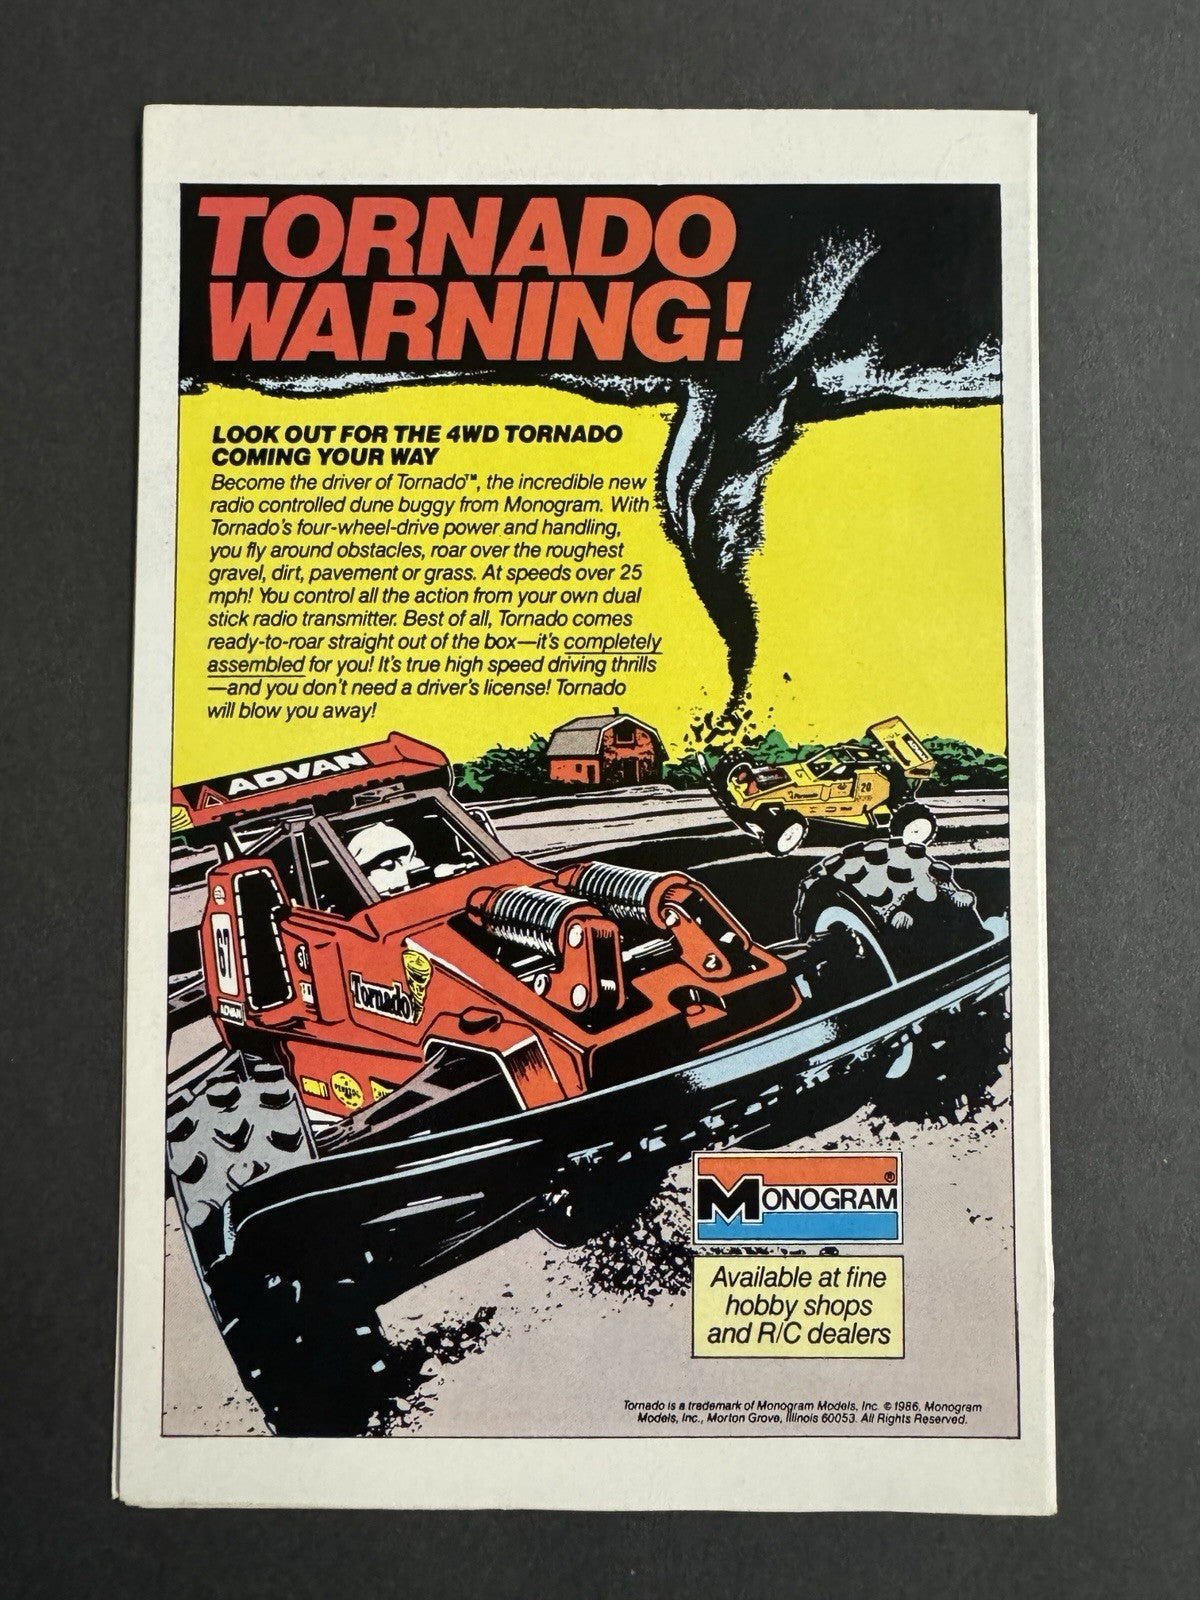 TORNADO
WARNING!
LOOK OUT FOR THE 4WD TORNADO
COMING YOUR WAY
Become the driver of Tornado™, the incredible new
radio controlled dune buggy from Monogram. With
Tornado's four-wheel-drive power and handling,
you fly around obstacles, roar over the roughest
gravel, dirt, pavement or grass. At speeds over 25
mph! You control all the action from your own dual
stick radio transmitter. Best of all, Tornado comes
ready-to-roar straight out of the box—it's completely
assembled for you! It's true high speed driving thrills
—and you don't need a driver's license! Tornado
will blow you away!
ADVAN
20
67
ADVAN
Tornado
MONOGRAM®
Available at fine
hobby shops
and R/C dealers
Tornado is a trademark of Monogram Models, Inc. © 1986, Monogram
Models, Inc., Morton Grove, Illinois 60053. All Rights Reserved.